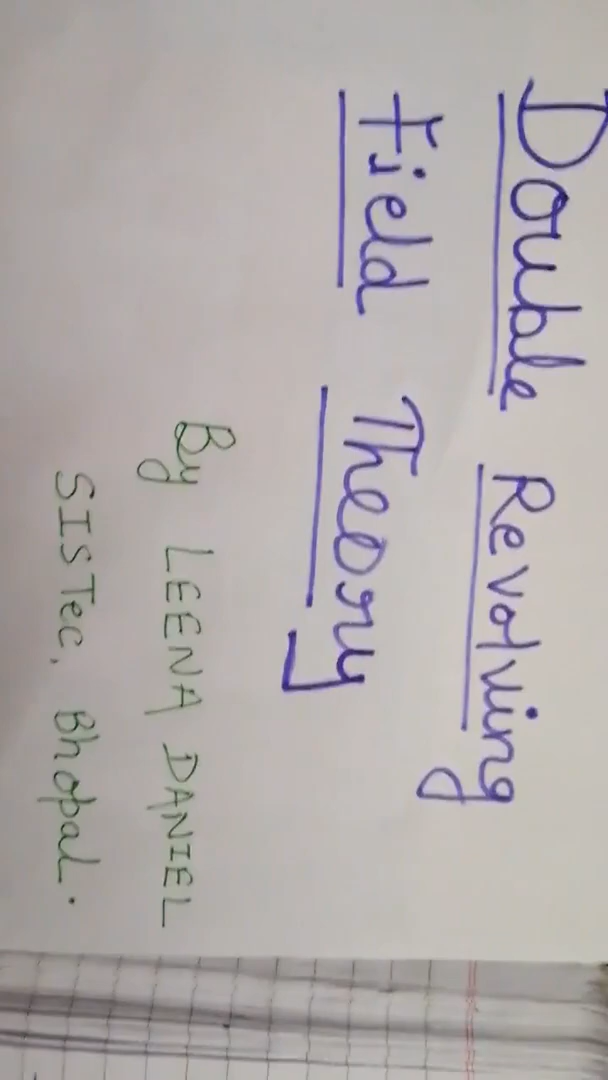 Double Revolving
Field Theory
By LEENA DANIEL
SISTec, Bhopal.